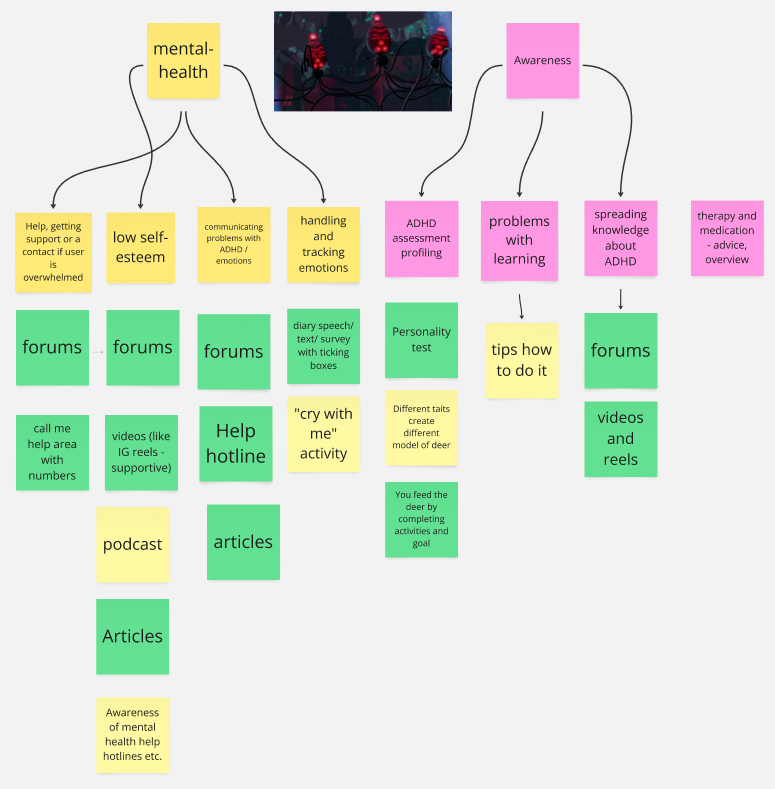 mental-
health
Awareness
Help, getting
support or a
contact if user
is
overwhelmed
low self-
esteem
communicating
problems with
ADHD /
emotions
handling
and
tracking
emotions
ADHD
assessment
profiling
problems
with
learning
spreading
knowledge
about
ADHD
therapy and
medication
- advice,
overview
forums
forums
forums
diary speech/
text/ survey
with ticking
boxes
Personality
test
tips how
to do it
forums
call me
help area
with
numbers
videos (like
IG reels -
supportive)
Help
hotline
"cry with
me"
activity
Different taits
create
different
model of deer
videos
and
reels
podcast
articles
You feed the
deer by
completing
activities and
goal
Articles
Awareness
of mental
health help
hotlines etc.